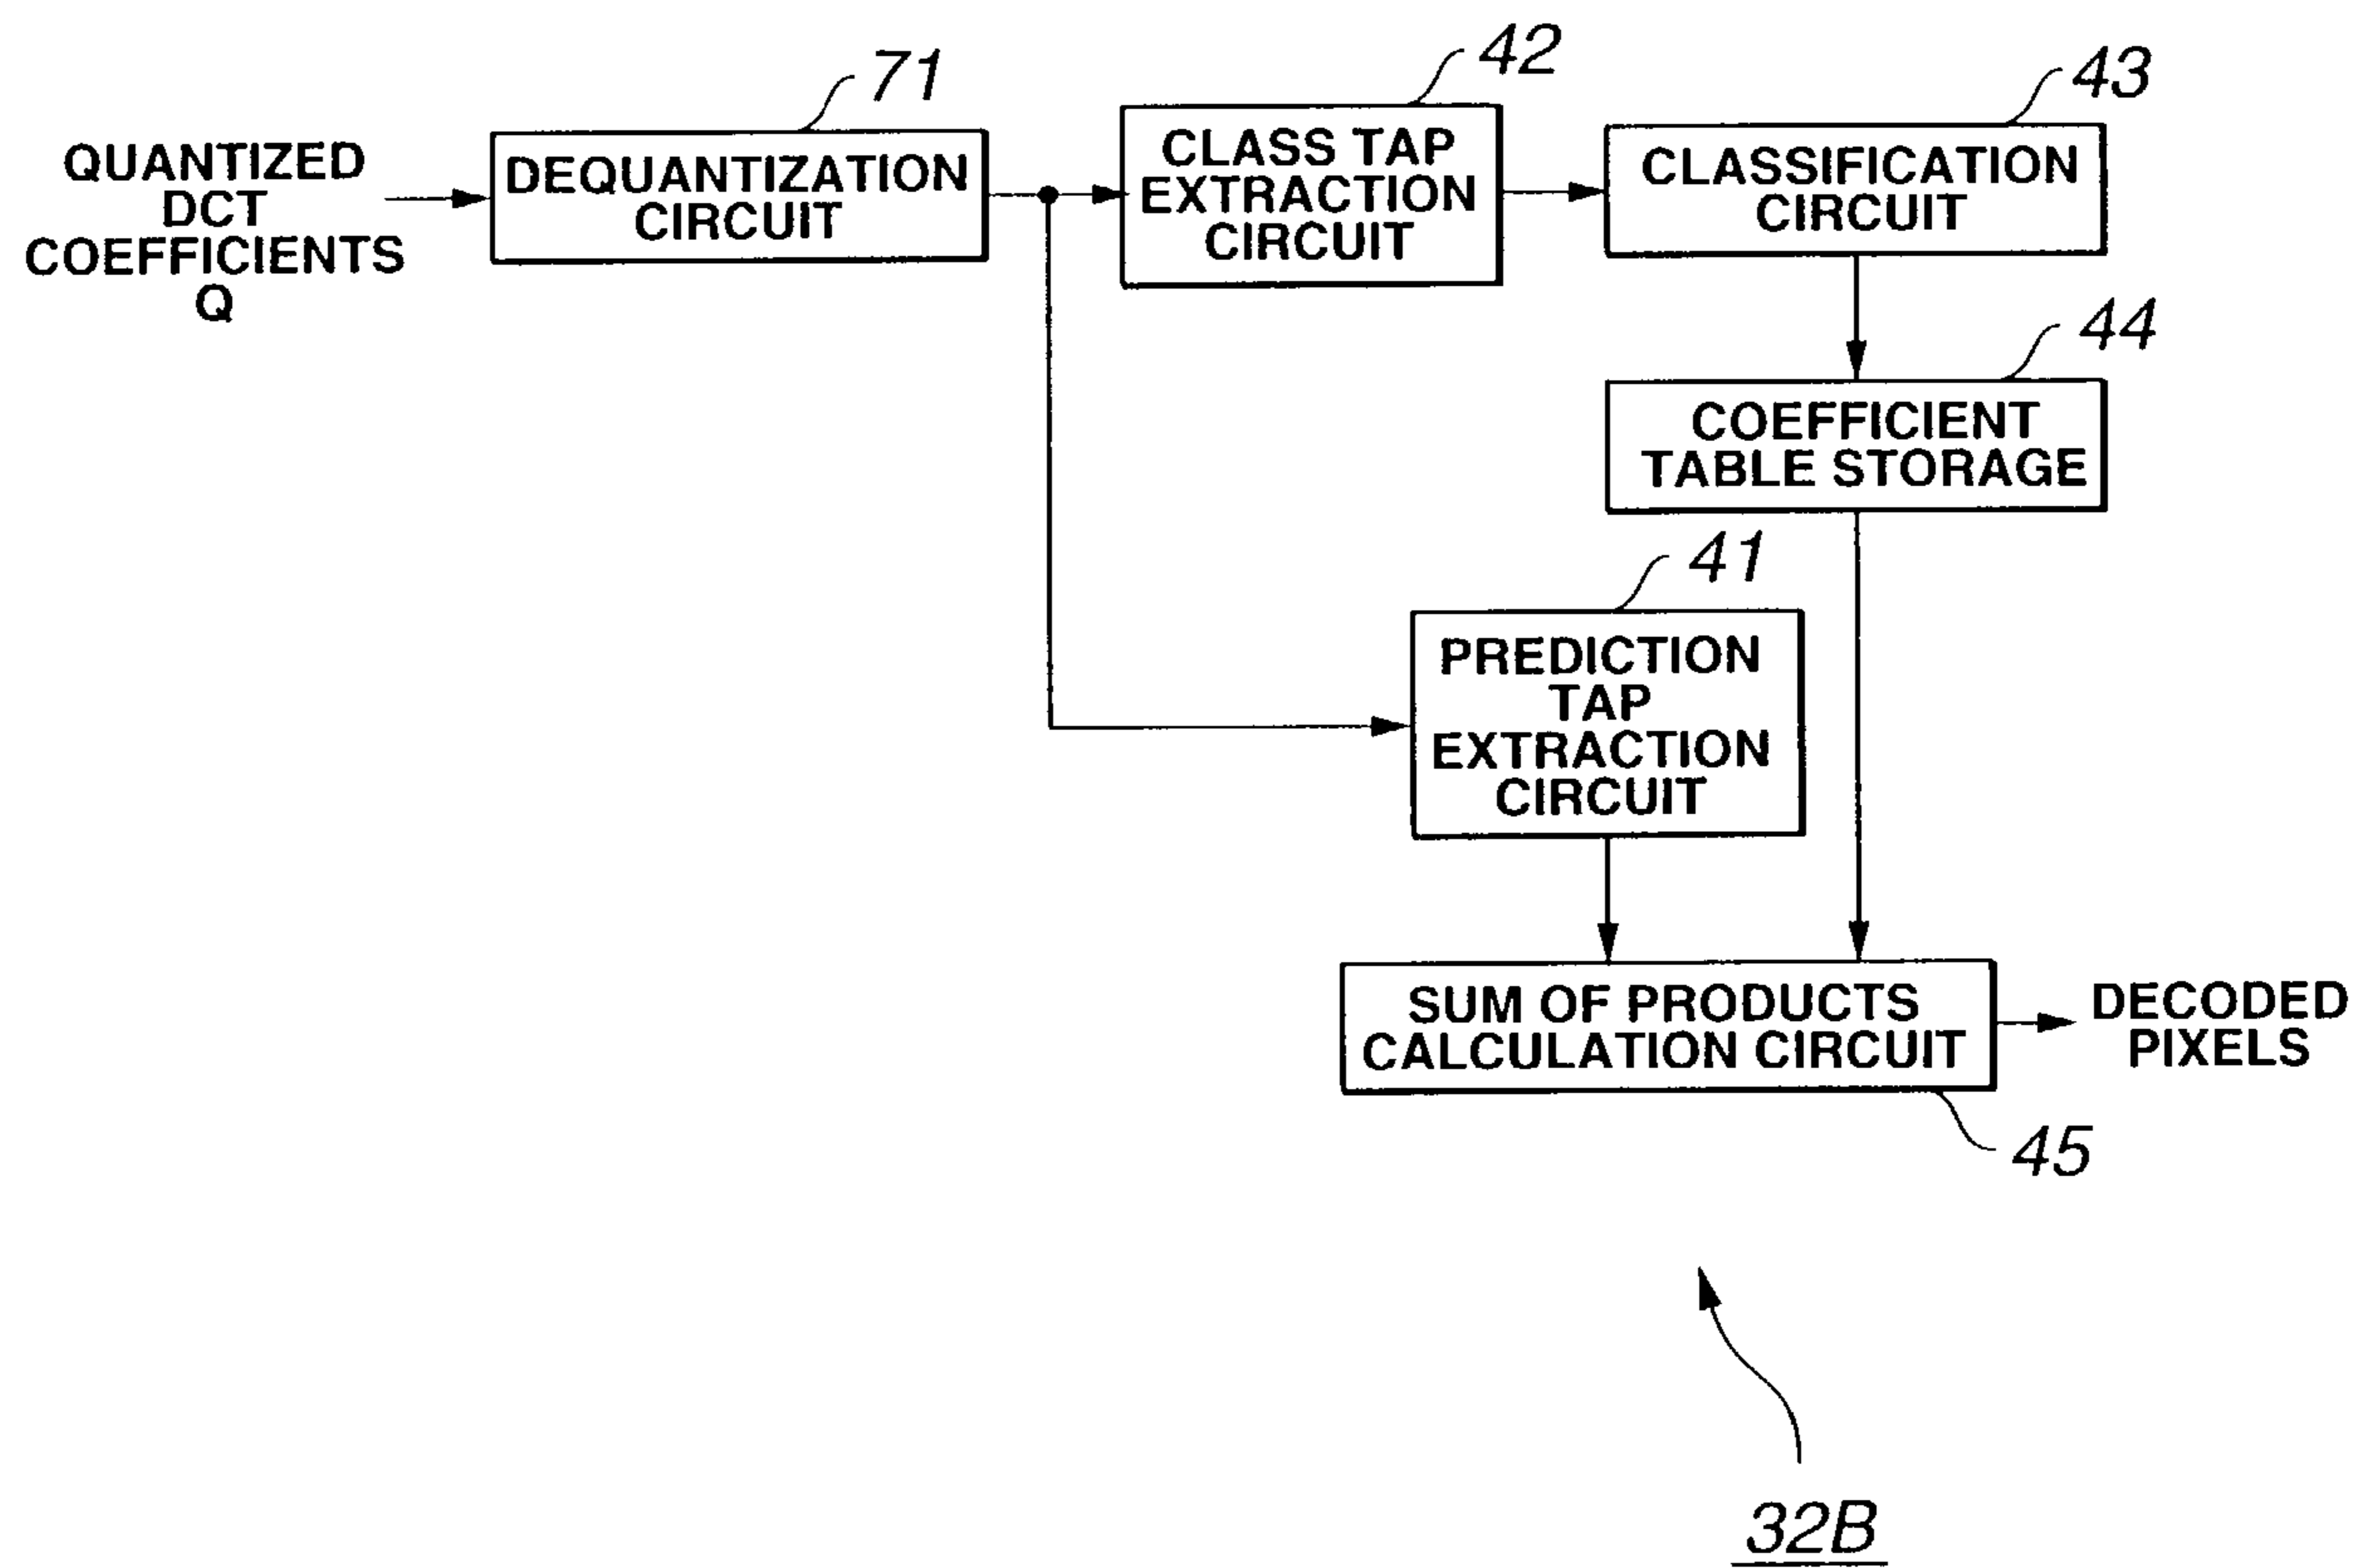 42
43
71
QUANTIZED
DCT
COEFFICIENTS
Q
DEQUANTIZATION
CIRCUIT
CLASS TAP
EXTRACTION
CIRCUIT
CLASSIFICATION
CIRCUIT
44
COEFFICIENT
TABLE STORAGE
41
PREDICTION
TAP
EXTRACTION
CIRCUIT
SUM OF PRODUCTS
CALCULATION CIRCUIT
DECODED
PIXELS
45
32B